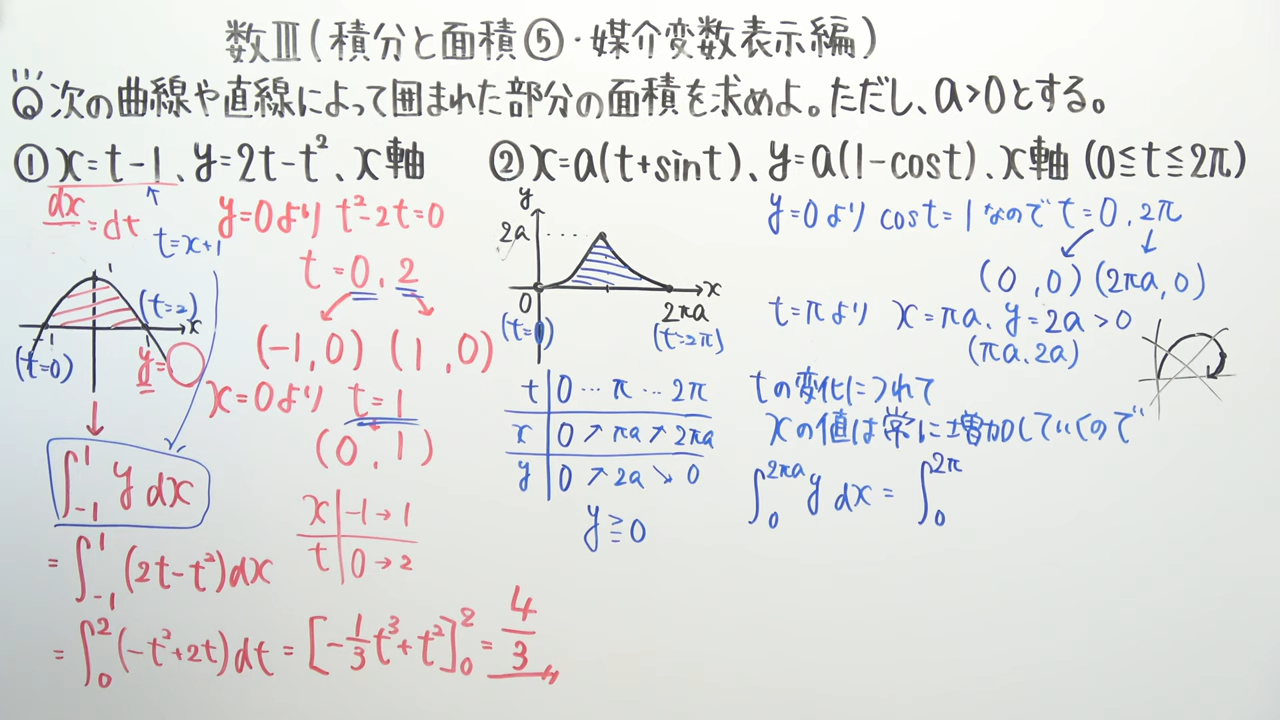 数Ⅲ(積分と面積⑤・媒介変数表示編)
Q 次の曲線や直線によって囲まれた部分の面積を求めよ。ただし、a>0とする。
① x=t-1、y=2t-t²、x軸
dx=dt
t=x+1
y=0より t²-2t=0
t=0, 2
(-1, 0) (1, 0)
x=0より t=1
(0, 1)
1
(t=2)
x
-1
1
(t=0)
y=0
∫₋₁¹ y dx
x | -1→1
t | 0→2
=∫₋₁¹ (2t-t²)dx
=∫₀² (-t²+2t)dt = [-1/3 t³+t²]₀² = 4/3
② x=a(t+sint)、y=a(1-cost)、x軸 (0≦t≦2π)
y
2a
x
0
2πa
(t=0)
(t=2π)
t | 0 … π … 2π
x | 0 ↗ πa ↗ 2πa
y | 0 ↗ 2a ↘ 0
y≧0
y=0より cost=1なので t=0, 2π
(0, 0) (2πa, 0)
t=πより x=πa、y=2a>0
(πa, 2a)
tの変化につれて
xの値は常に増加していくので
∫₀^2πa y dx = ∫₀^2π